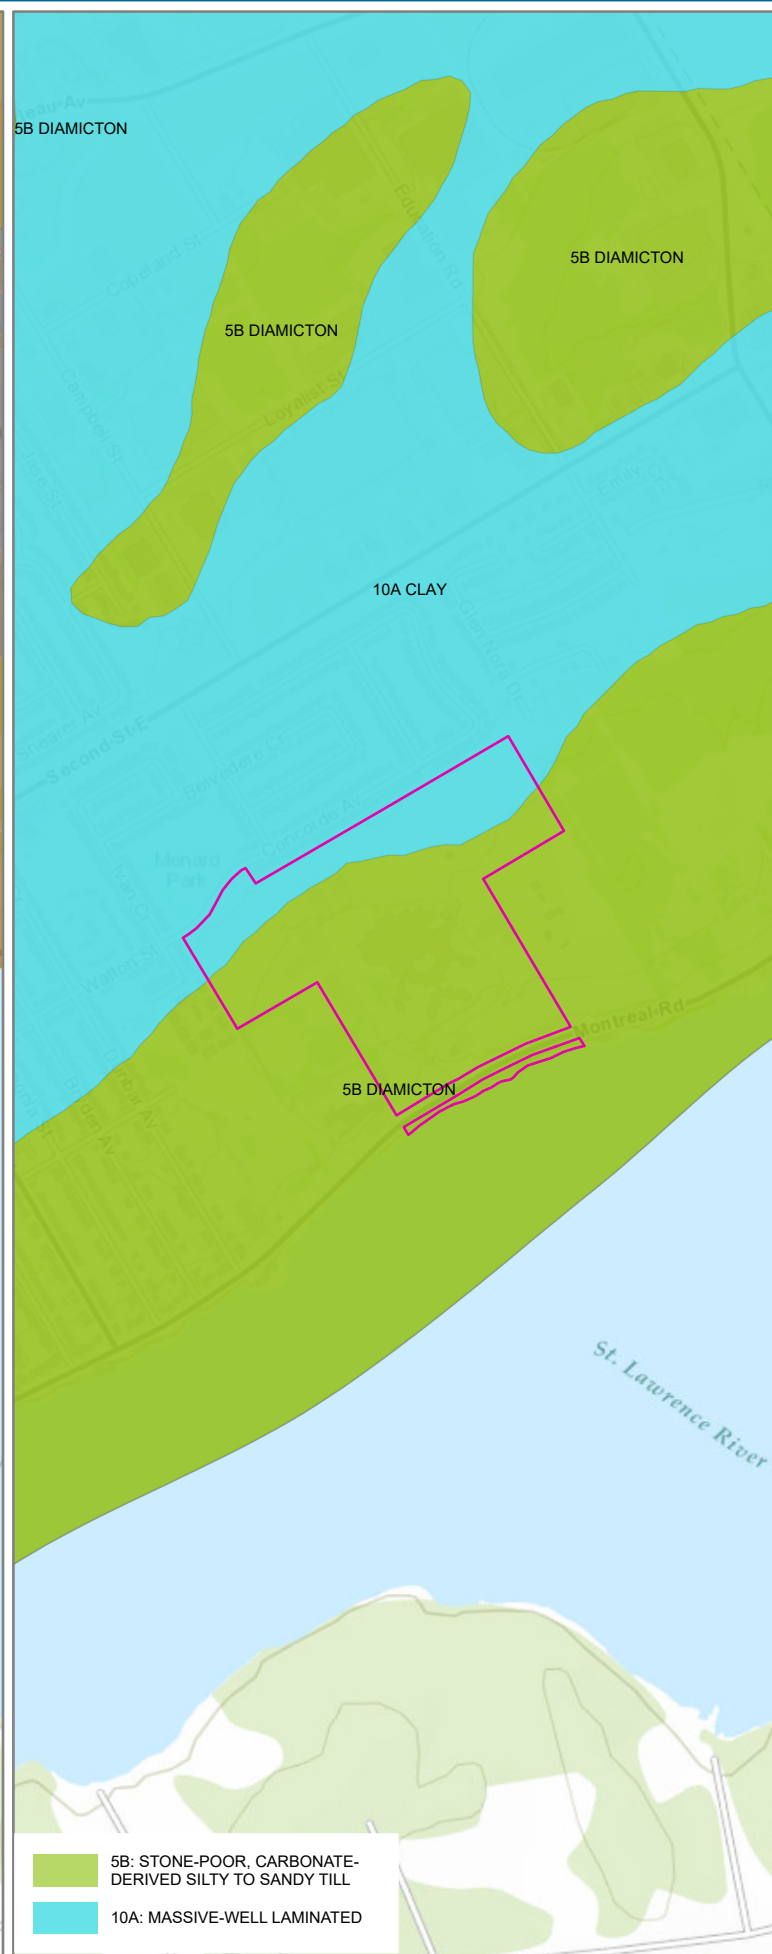 5B DIAMICTON
Education Rd
5B DIAMICTON
Copeland St
5B DIAMICTON
Campbell St
Loyalist St
Emily Cr
10A CLAY
Glen Nora Dr
Shearer Av
Second St E
Belvedere Cr
Concorde Av
Menard
Park
Ivan Cr
Walton St
Montreal Rd
Dunbar Av
5B DIAMICTON
St. Lawrence River
5B: STONE-POOR, CARBONATE-
DERIVED SILTY TO SANDY TILL
10A: MASSIVE-WELL LAMINATED